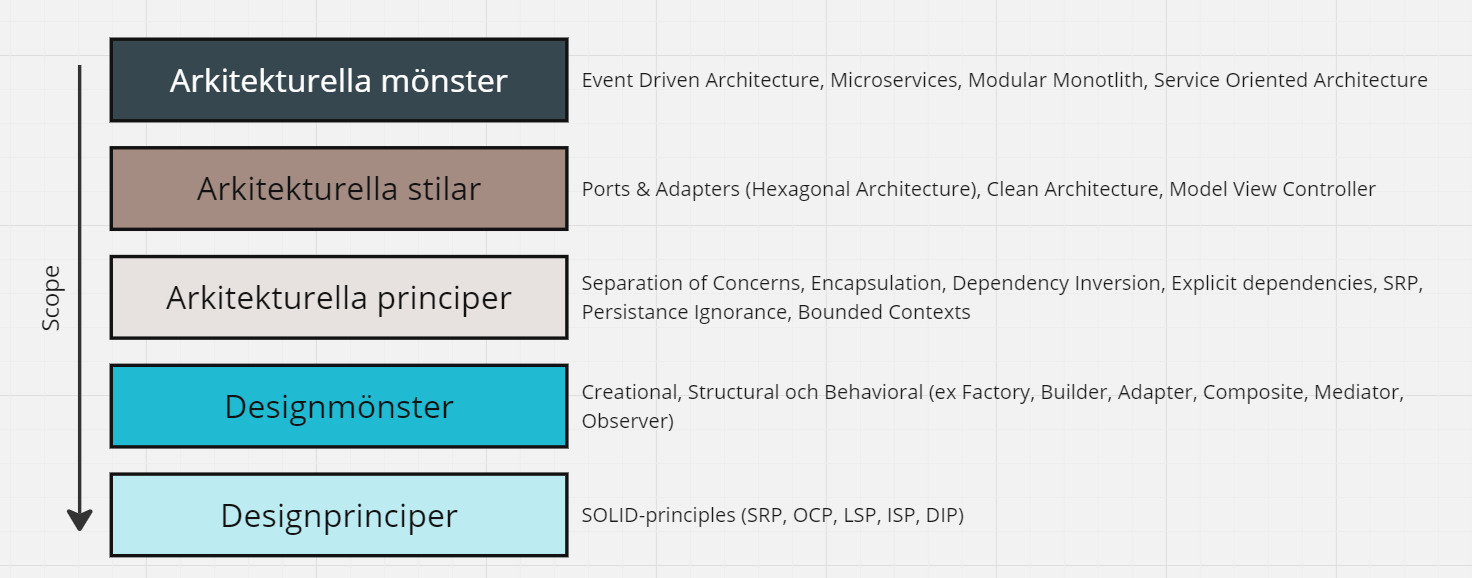 Scope
Arkitekturella mönster
Event Driven Architecture, Microservices, Modular Monotlith, Service Oriented Architecture
Arkitekturella stilar
Ports & Adapters (Hexagonal Architecture), Clean Architecture, Model View Controller
Arkitekturella principer
Separation of Concerns, Encapsulation, Dependency Inversion, Explicit dependencies, SRP,
Persistance Ignorance, Bounded Contexts
Designmönster
Creational, Structural och Behavioral (ex Factory, Builder, Adapter, Composite, Mediator,
Observer)
Designprinciper
SOLID-principles (SRP, OCP, LSP, ISP, DIP)